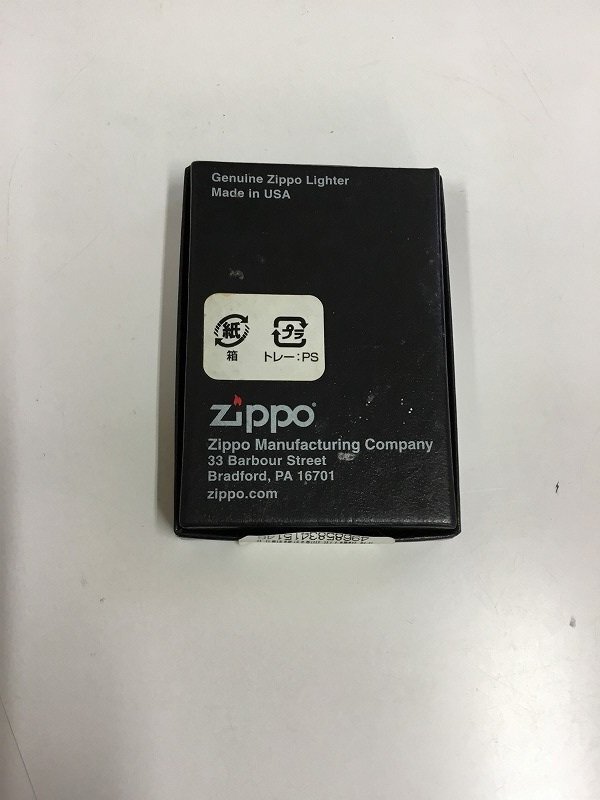 Genuine Zippo Lighter
Made in USA
紙 プラ
箱 トレー:PS
zippo
Zippo Manufacturing Company
33 Barbour Street
Bradford, PA 16701
zippo.com